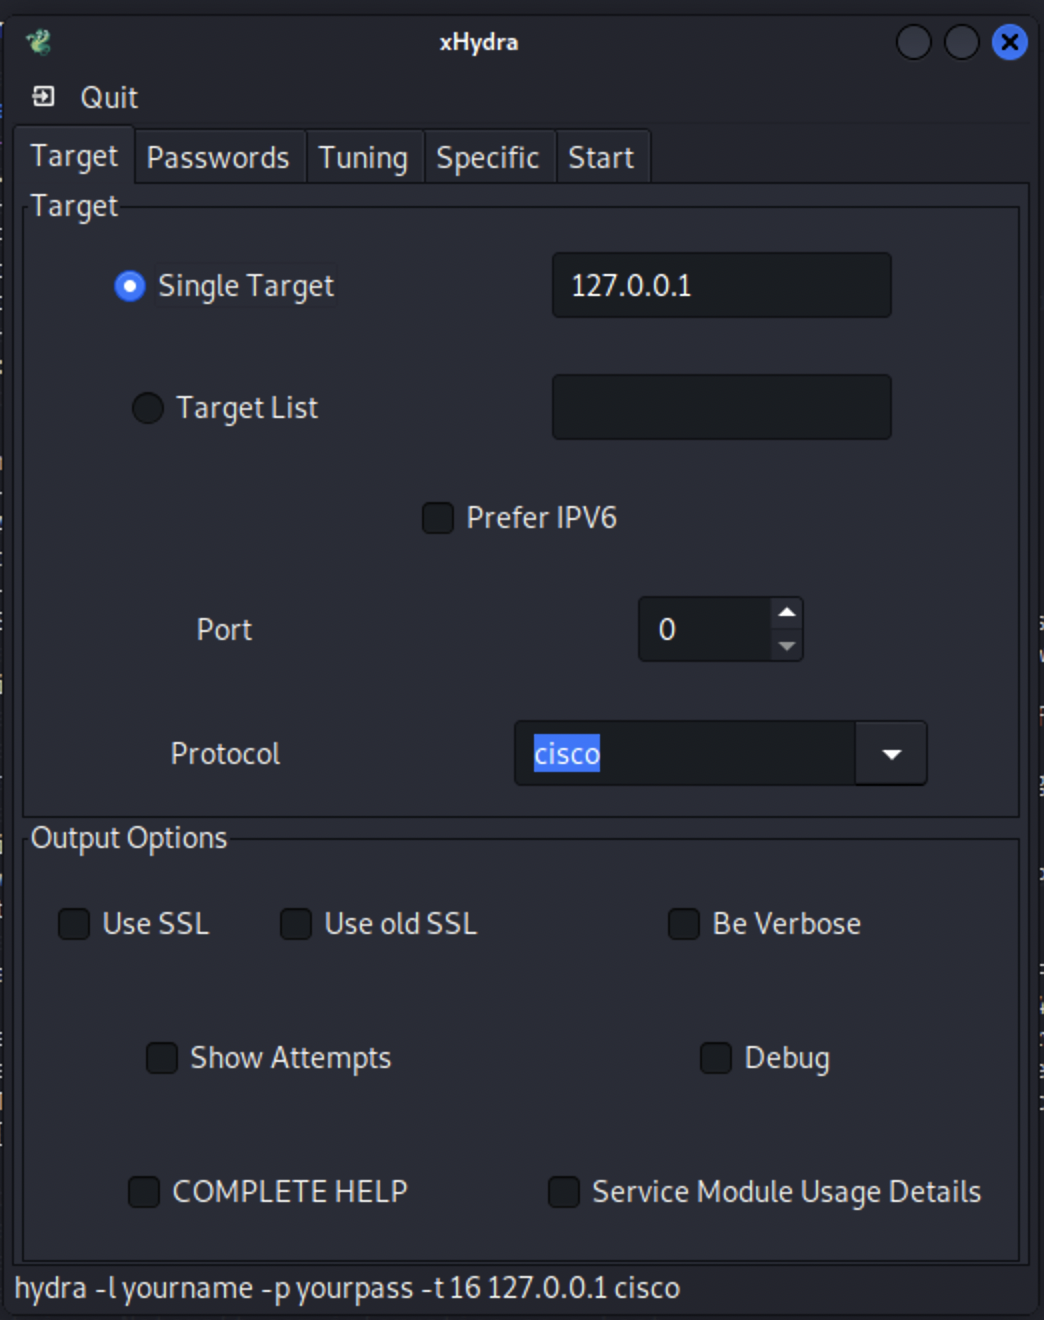 xHydra
Quit
Target Passwords Tuning Specific Start
Target
Single Target 127.0.0.1
Target List
Prefer IPV6
Port 0
Protocol cisco
Output Options
Use SSL Use old SSL Be Verbose
Show Attempts Debug
COMPLETE HELP Service Module Usage Details
hydra -l yourname -p yourpass -t 16 127.0.0.1 cisco